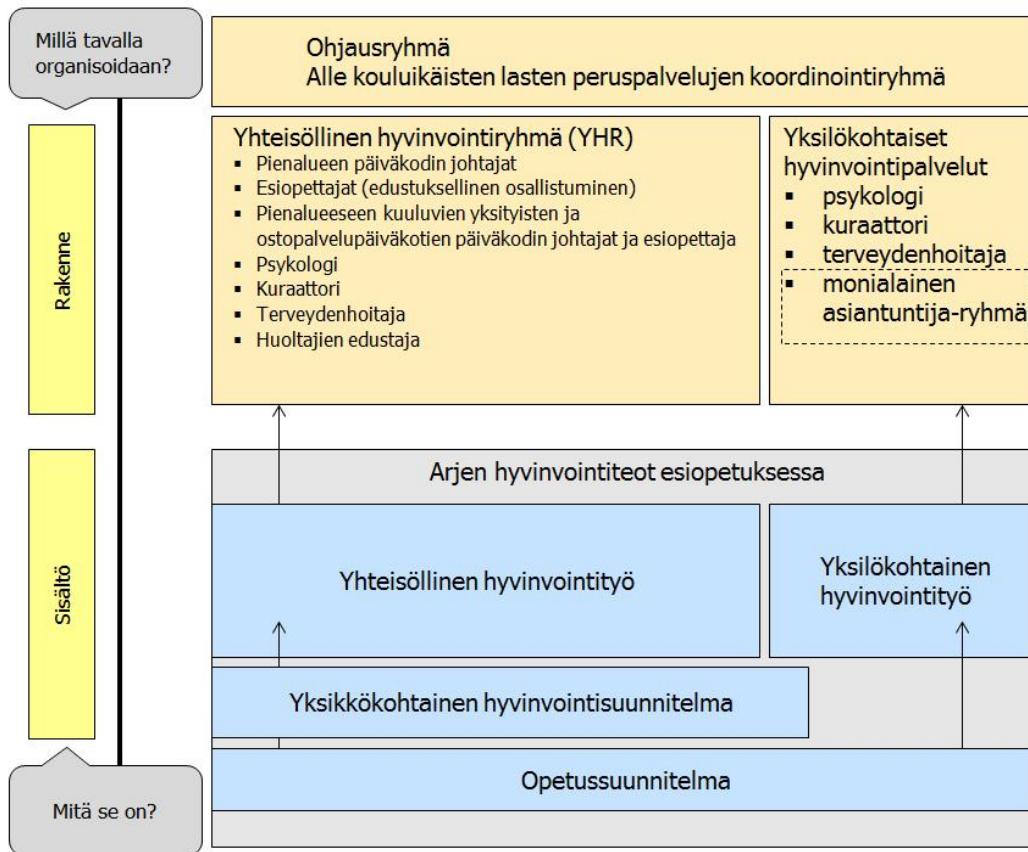 Millä tavalla
organisoidaan?
Ohjausryhmä
Alle kouluikäisten lasten peruspalvelujen koordinointiryhmä
Rakenne
Yhteisöllinen hyvinvointiryhmä (YHR)
▪ Pienalueen päiväkodin johtajat
▪ Esiopettajat (edustuksellinen osallistuminen)
▪ Pienalueeseen kuuluvien yksityisten ja
ostopalvelupäiväkotien päiväkodin johtajat ja esiopettaja
▪ Psykologi
▪ Kuraattori
▪ Terveydenhoitaja
▪ Huoltajien edustaja
Yksilökohtaiset
hyvinvointipalvelut
▪ psykologi
▪ kuraattori
▪ terveydenhoitaja
▪ monialainen
asiantuntija-ryhmä
Sisältö
Arjen hyvinvointiteot esiopetuksessa
Yhteisöllinen hyvinvointityö
Yksilökohtainen
hyvinvointityö
Yksikkökohtainen hyvinvointisuunnitelma
Opetussuunnitelma
Mitä se on?